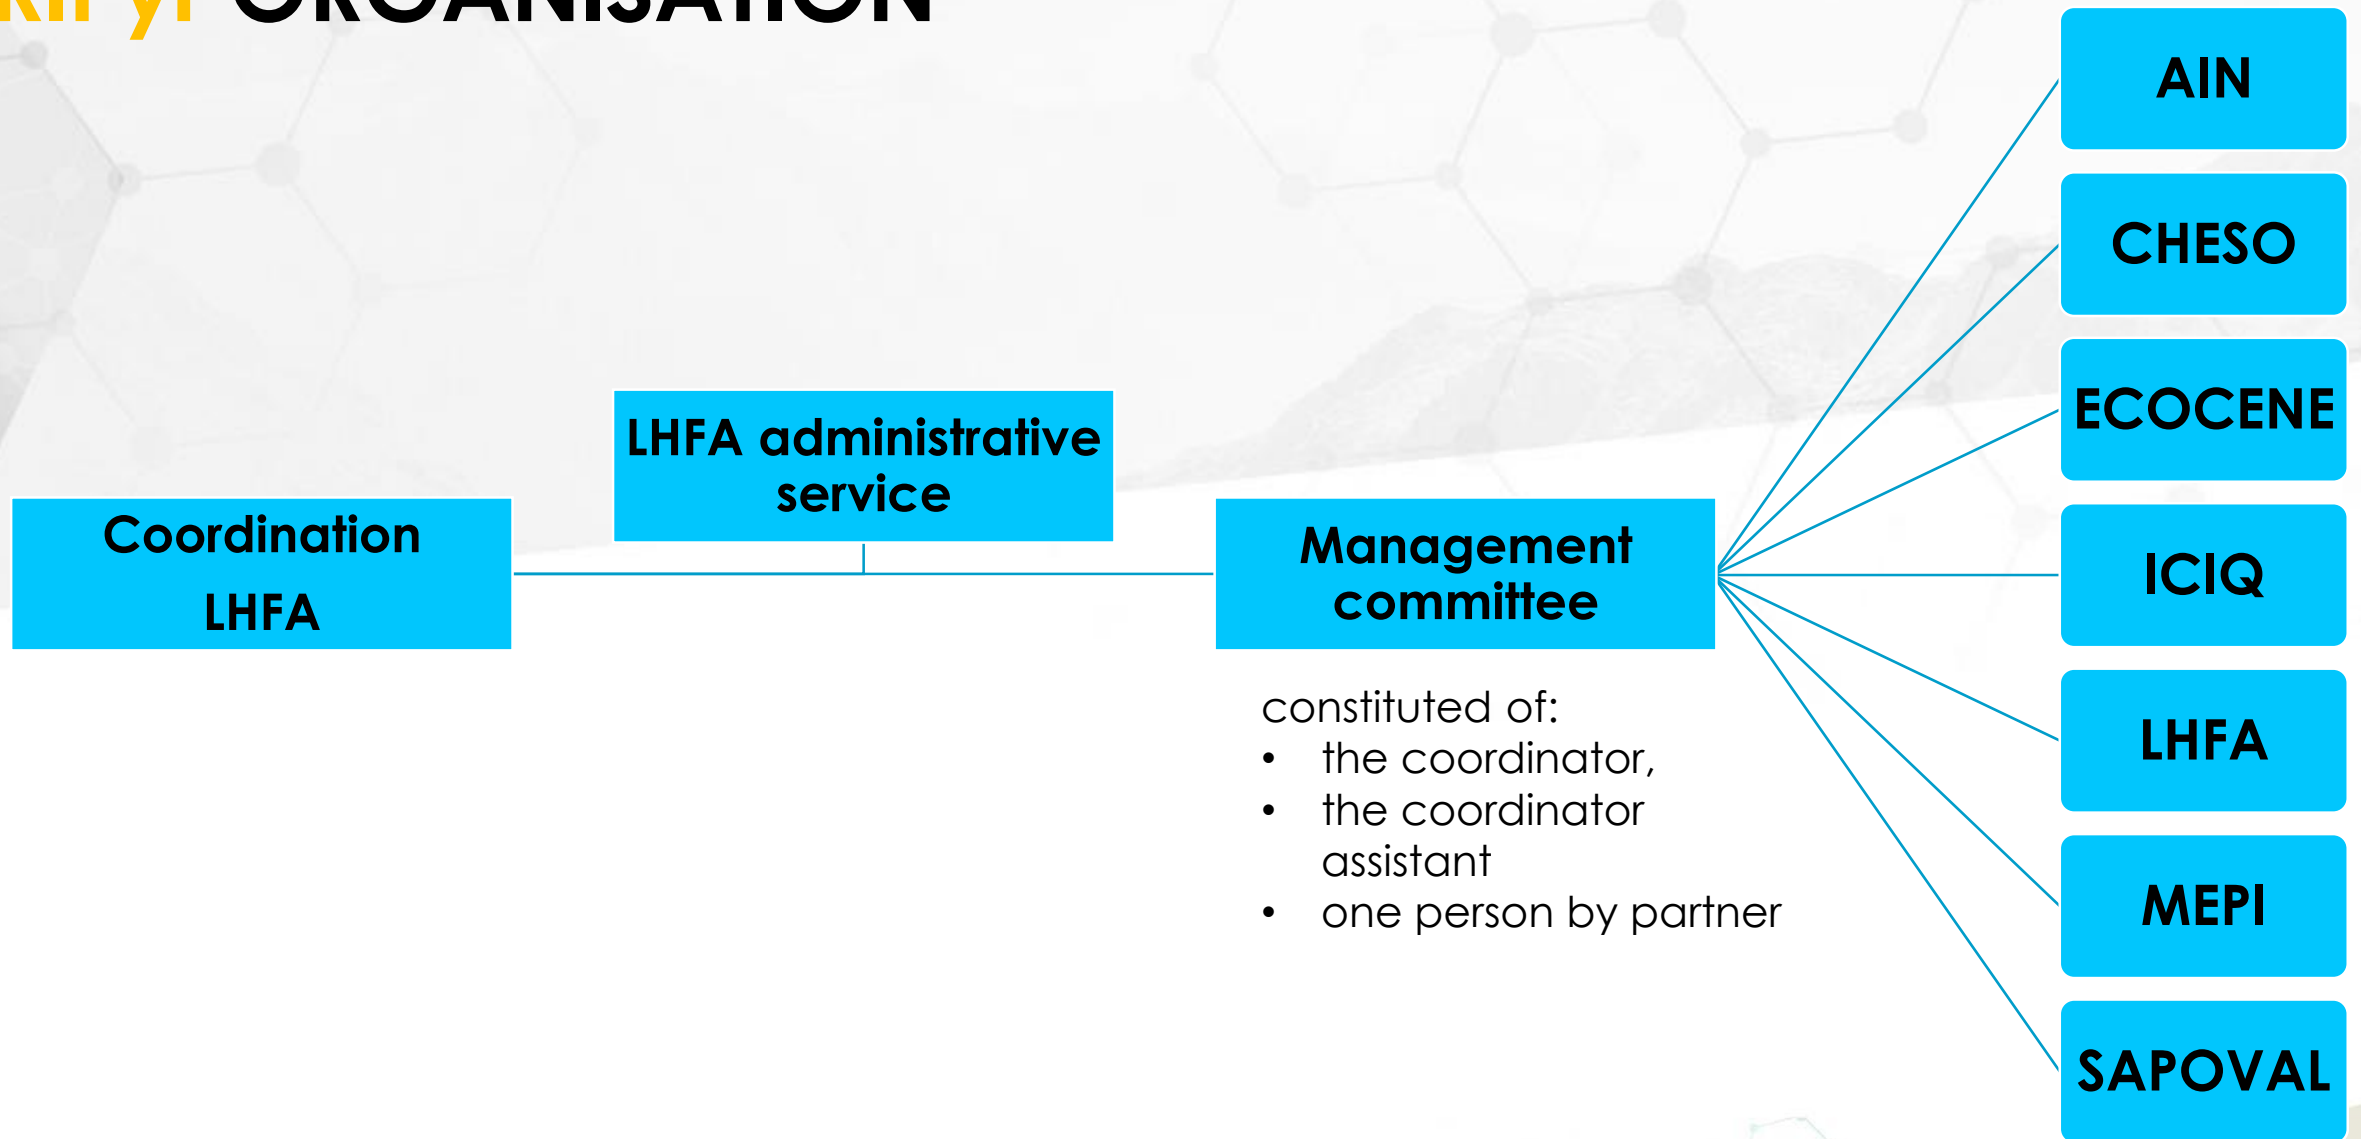 ORGANISATION
AIN
CHESO
ECOCENE
LHFA administrative
service
Coordination
LHFA
Management
committee
ICIQ
constituted of:
• the coordinator,
• the coordinator
assistant
• one person by partner
LHFA
MEPI
SAPOVAL